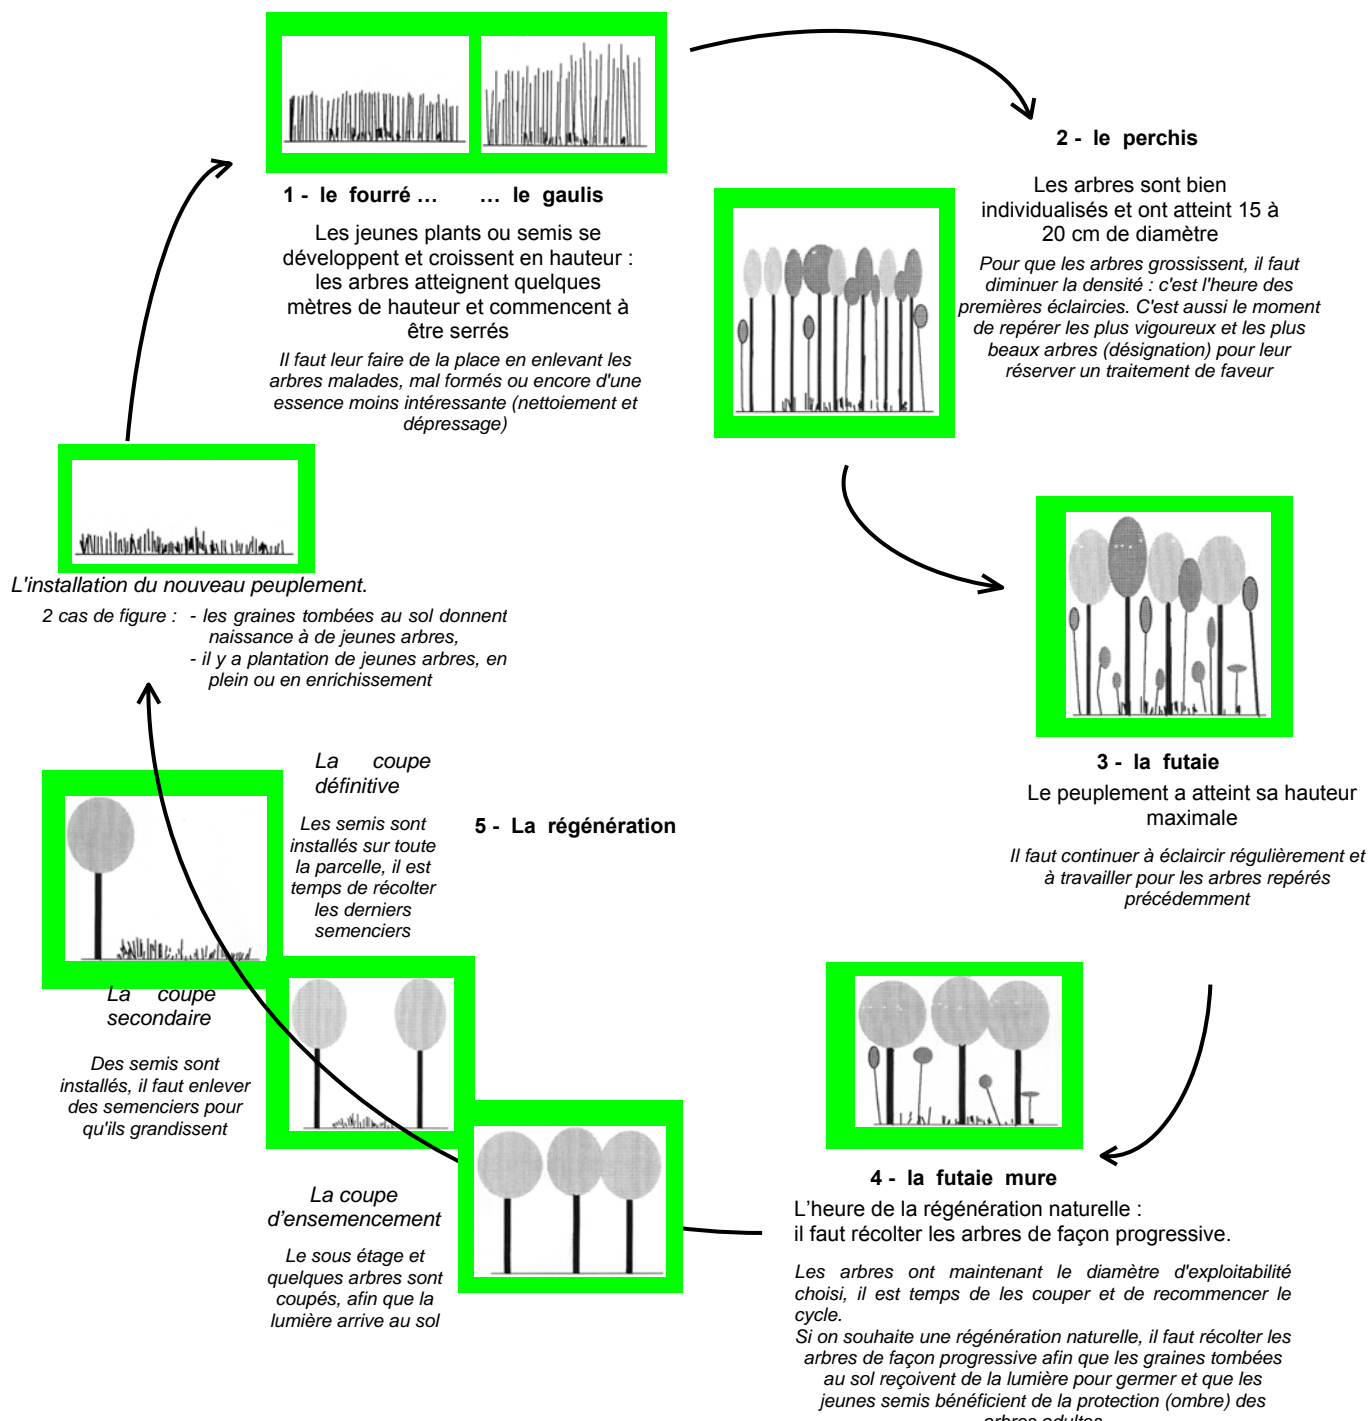 1 - le fourré ... ... le gaulis
Les jeunes plants ou semis se
développent et croissent en hauteur :
les arbres atteignent quelques
mètres de hauteur et commencent à
être serrés
Il faut leur faire de la place en enlevant les
arbres malades, mal formés ou encore d'une
essence moins intéressante (nettoiement et
dépressage)
2 - le perchis
Les arbres sont bien
individualisés et ont atteint 15 à
20 cm de diamètre
Pour que les arbres grossissent, il faut
diminuer la densité : c'est l'heure des
premières éclaircies. C'est aussi le moment
de repérer les plus vigoureux et les plus
beaux arbres (désignation) pour leur
réserver un traitement de faveur
3 - la futaie
Le peuplement a atteint sa hauteur
maximale
Il faut continuer à éclaircir régulièrement et
à travailler pour les arbres repérés
précédemment
4 - la futaie mure
L'heure de la régénération naturelle :
il faut récolter les arbres de façon progressive.
Les arbres ont maintenant le diamètre d'exploitabilité
choisi, il est temps de les couper et de recommencer le
cycle.
Si on souhaite une régénération naturelle, il faut récolter les
arbres de façon progressive afin que les graines tombées
au sol reçoivent de la lumière pour germer et que les
jeunes semis bénéficient de la protection (ombre) des
arbres adultes
5 - La régénération
La coupe
d'ensemencement
Le sous étage et
quelques arbres sont
coupés, afin que la
lumière arrive au sol
La coupe
secondaire
Des semis sont
installés, il faut enlever
des semenciers pour
qu'ils grandissent
La coupe
définitive
Les semis sont
installés sur toute
la parcelle, il est
temps de récolter
les derniers
semenciers
L'installation du nouveau peuplement.
2 cas de figure : - les graines tombées au sol donnent
naissance à de jeunes arbres,
- il y a plantation de jeunes arbres, en
plein ou en enrichissement